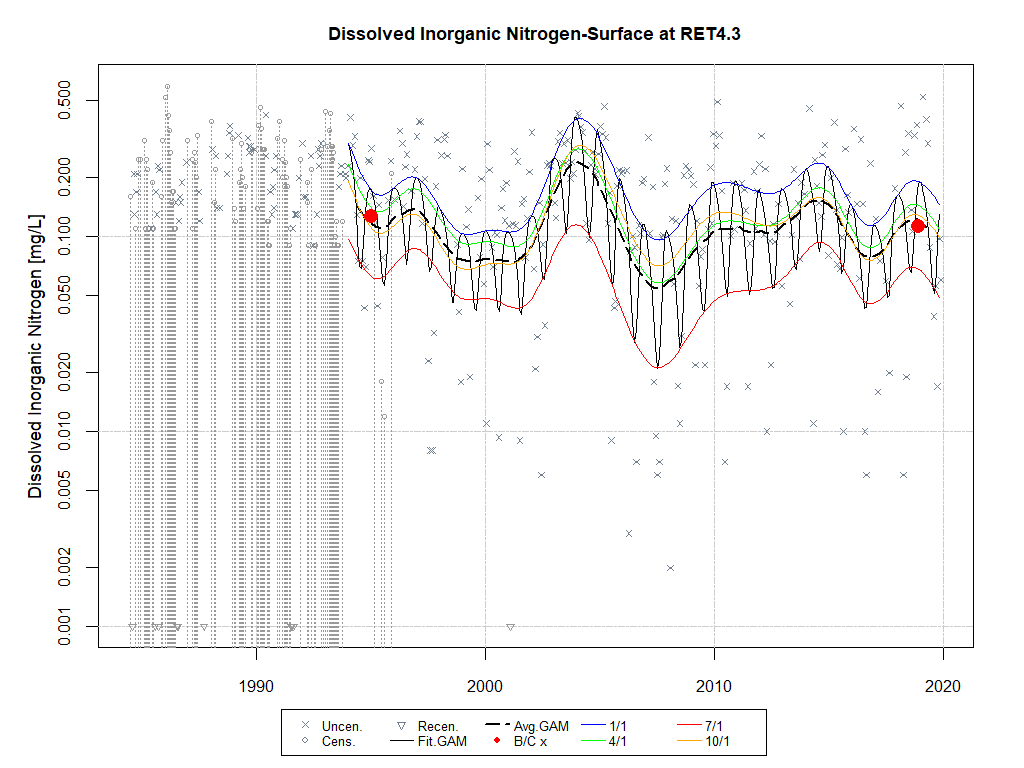 Dissolved Inorganic Nitrogen-Surface at RET4.3
Dissolved Inorganic Nitrogen [mg/L]
0.500
0.200
0.100
0.050
0.020
0.010
0.005
0.002
0.001
1990 2000 2010 2020
Uncen. Recen. Avg.GAM 1/1 7/1
Cens. Fit.GAM B/C x 4/1 10/1